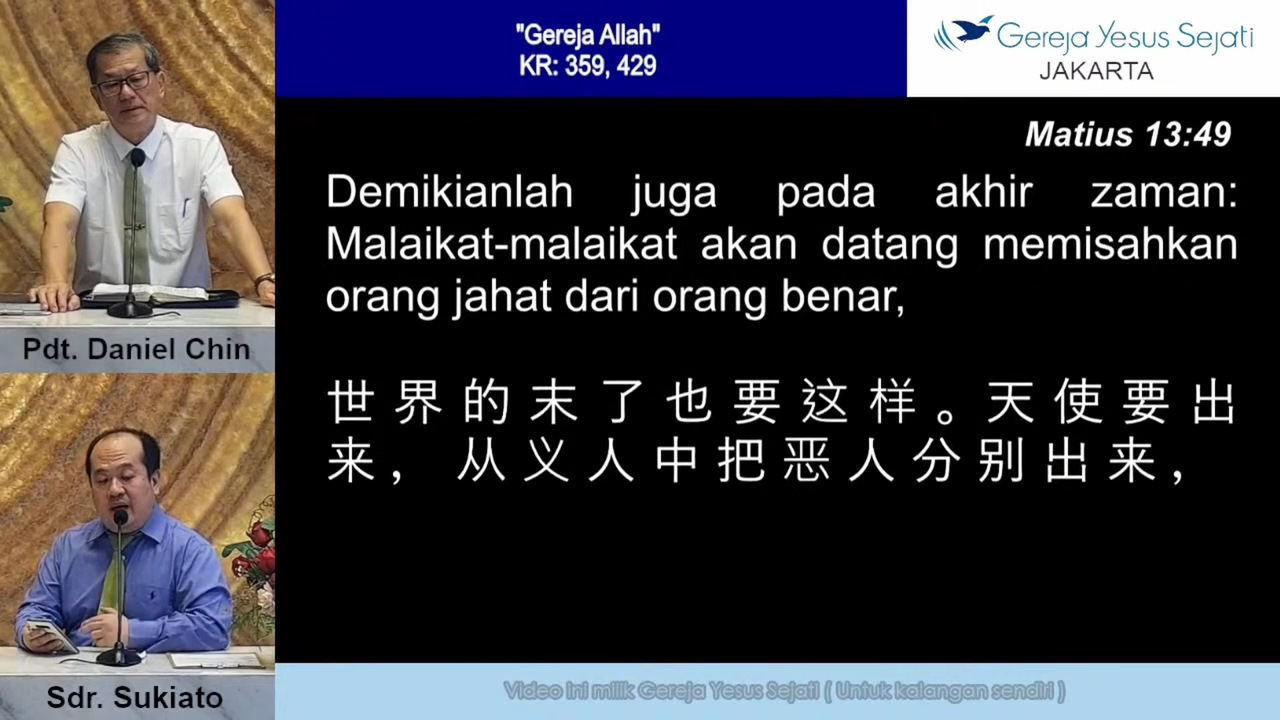 "Gereja Allah"
KR: 359, 429
Gereja Yesus Sejati
JAKARTA
Matius 13:49
Demikianlah juga pada akhir zaman:
Malaikat-malaikat akan datang memisahkan
orang jahat dari orang benar,
世界的末了也要这样。天使要出
来，从义人中把恶人分别出来，
Pdt. Daniel Chin
Sdr. Sukiato
Video ini milik Gereja Yesus Sejati ( Untuk kalangan sendiri )